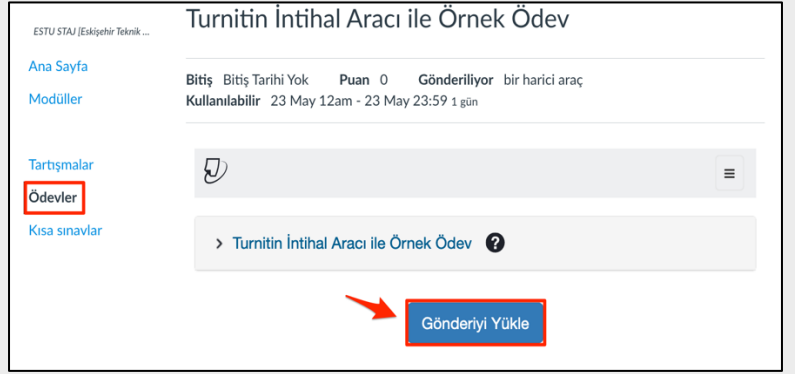 ESTU STAJ [Eskişehir Teknik ...
Ana Sayfa
Modüller
Tartışmalar
Ödevler
Kısa sınavlar
Turnitin İntihal Aracı ile Örnek Ödev
Bitiş Bitiş Tarihi Yok Puan 0 Gönderiliyor bir harici araç
Kullanılabilir 23 May 12am - 23 May 23:59 1 gün
Turnitin İntihal Aracı ile Örnek Ödev ?
Gönderiyi Yükle